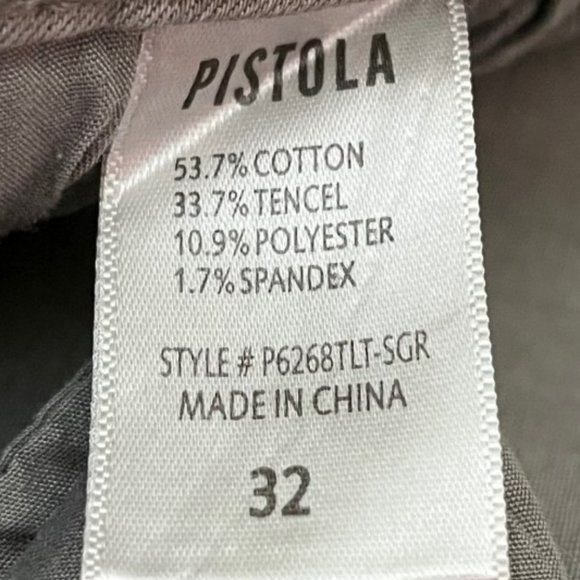 PISTOLA
53.7% COTTON
33.7% TENCEL
10.9% POLYESTER
1.7% SPANDEX
STYLE # P6268TLT-SGR
MADE IN CHINA
32